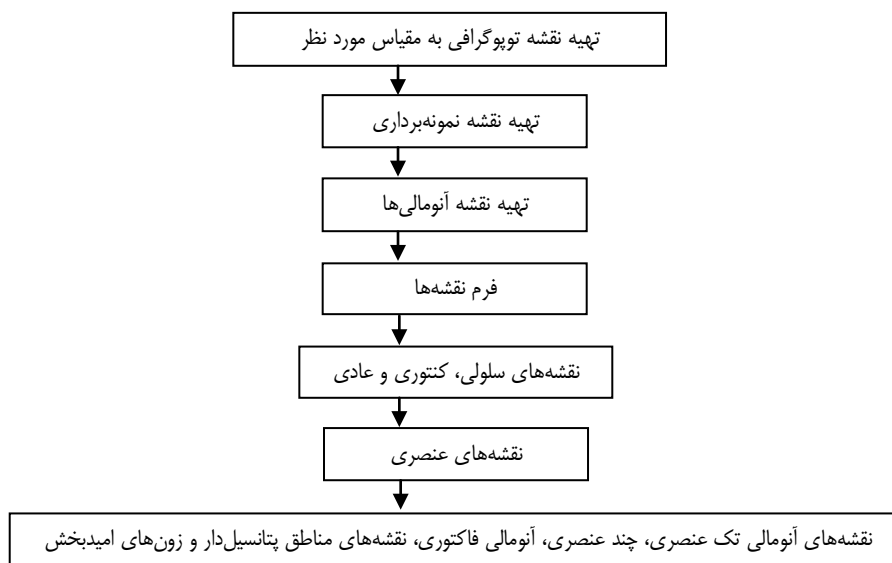 تهیه نقشه توپوگرافی به مقیاس مورد نظر
تهیه نقشه نمونه‌برداری
تهیه نقشه آنومالی‌ها
فرم نقشه‌ها
نقشه‌های سلولی، کنتوری و عادی
نقشه‌های عنصری
نقشه‌های آنومالی تک عنصری، چند عنصری، آنومالی فاکتوری، نقشه‌های مناطق پتانسیل‌دار و زون‌های امیدبخش